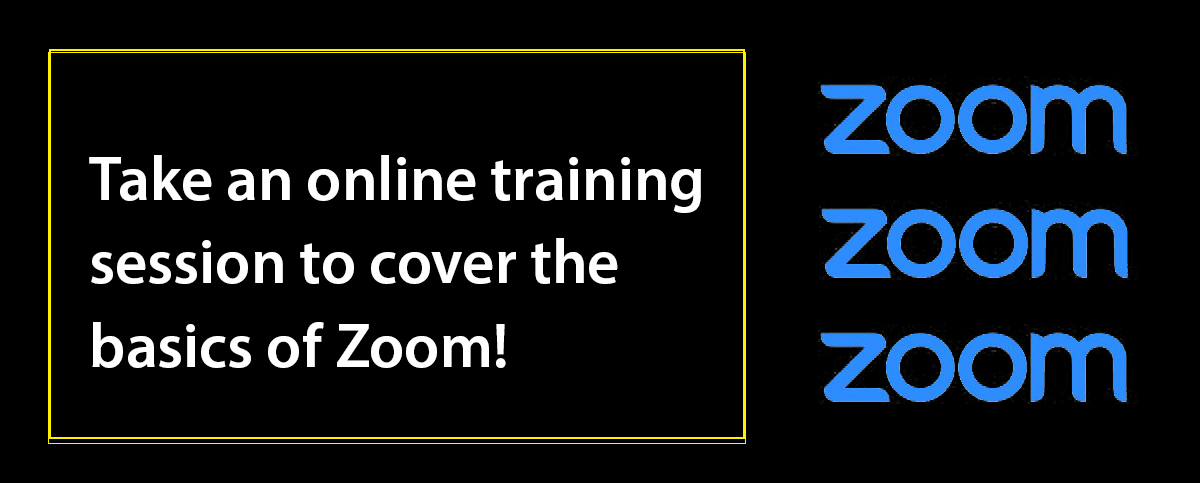 Take an online training
session to cover the
basics of Zoom!
zoom
zoom
zoom